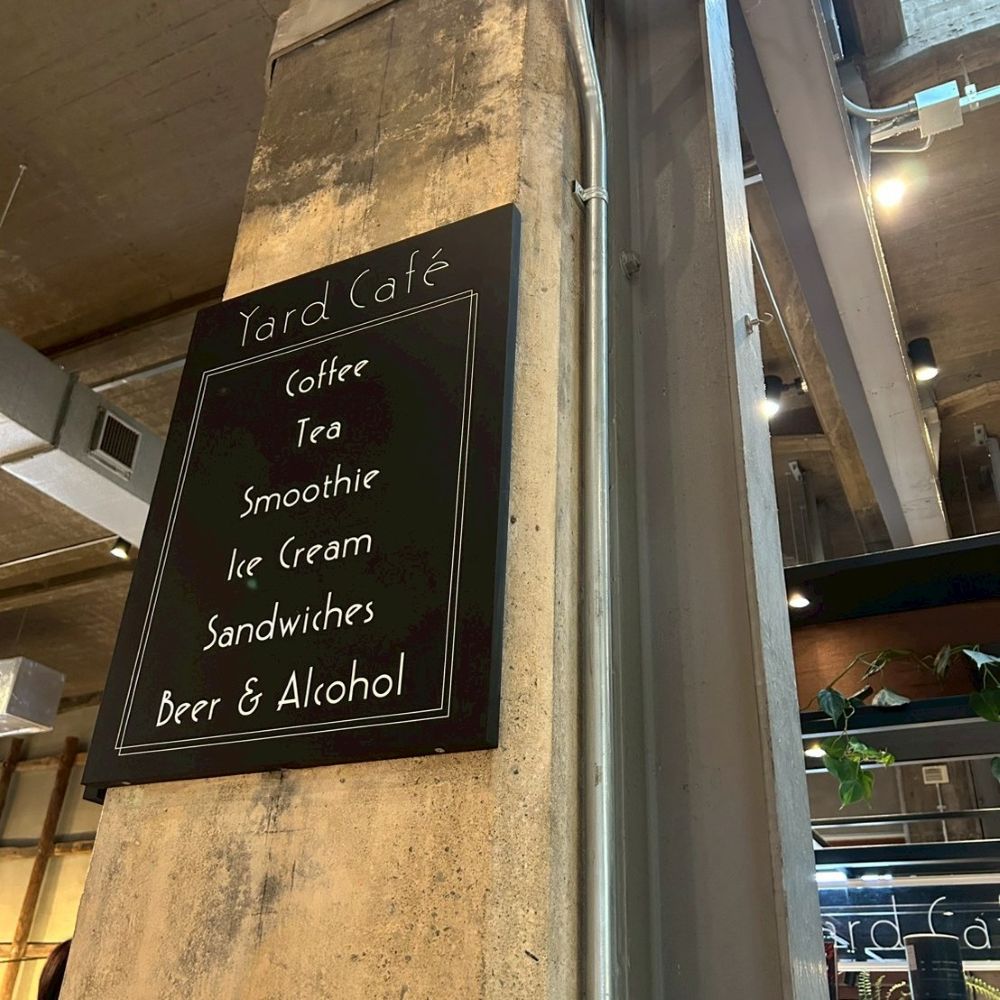 Yard Café
Coffee
Tea
Smoothie
Ice Cream
Sandwiches
Beer & Alcohol